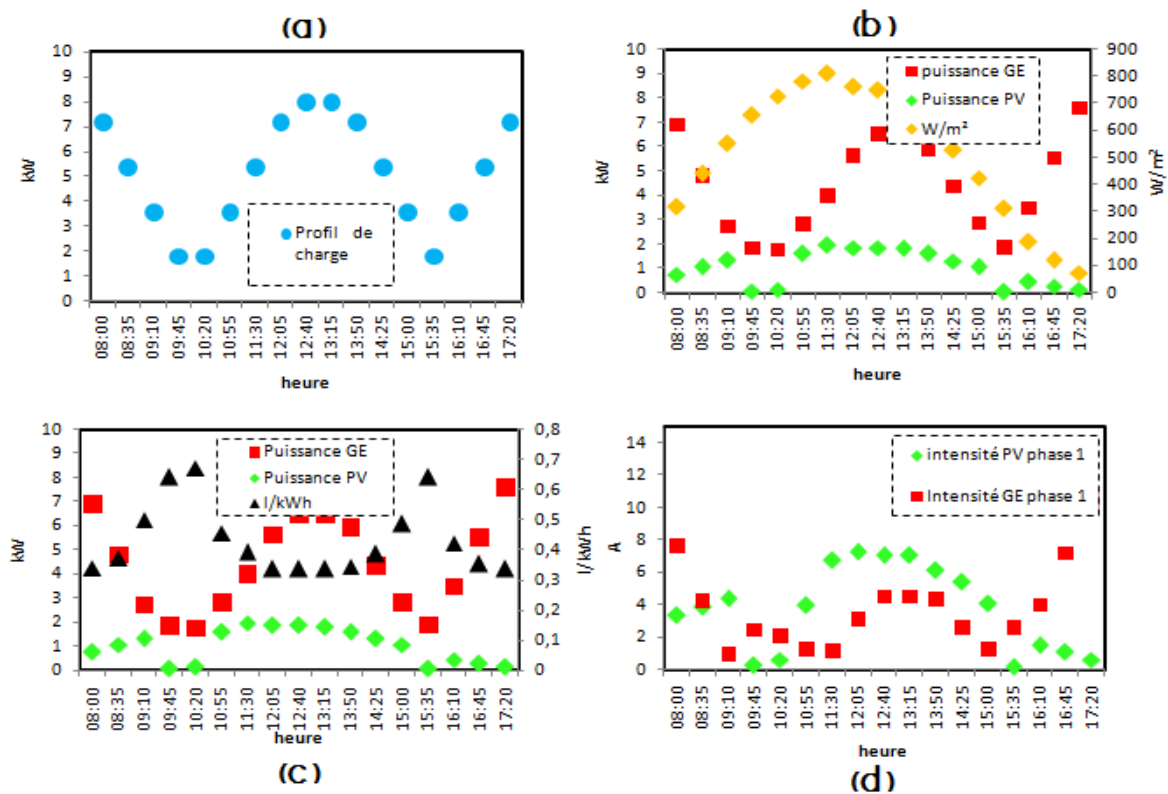 (a)
10
9
8
7
6
5
4
3
2
1
0
kW
Profil de
charge
08:00 08:35 09:10 09:45 10:20 10:55 11:30 12:05 12:40 13:15 13:50 14:25 15:00 15:35 16:10 16:45 17:20
heure
(b)
10
9
8
7
6
5
4
3
2
1
0
kW
puissance GE
Puissance PV
W/m²
900
800
700
600
500
400
300
200
100
0
W/m²
08:00 08:35 09:10 09:45 10:20 10:55 11:30 12:05 12:40 13:15 13:50 14:25 15:00 15:35 16:10 16:45 17:20
heure
10
9
8
7
6
5
4
3
2
1
0
kW
Puissance GE
Puissance PV
l/kWh
0,8
0,7
0,6
0,5
0,4
0,3
0,2
0,1
0
l/kWh
08:00 08:35 09:10 09:45 10:20 10:55 11:30 12:05 12:40 13:15 13:50 14:25 15:00 15:35 16:10 16:45 17:20
heure
(c)
14
12
10
8
6
4
2
0
A
intensité PV phase 1
Intensité GE phase 1
08:00 08:35 09:10 09:45 10:20 10:55 11:30 12:05 12:40 13:15 13:50 14:25 15:00 15:35 16:10 16:45 17:20
heure
(d)